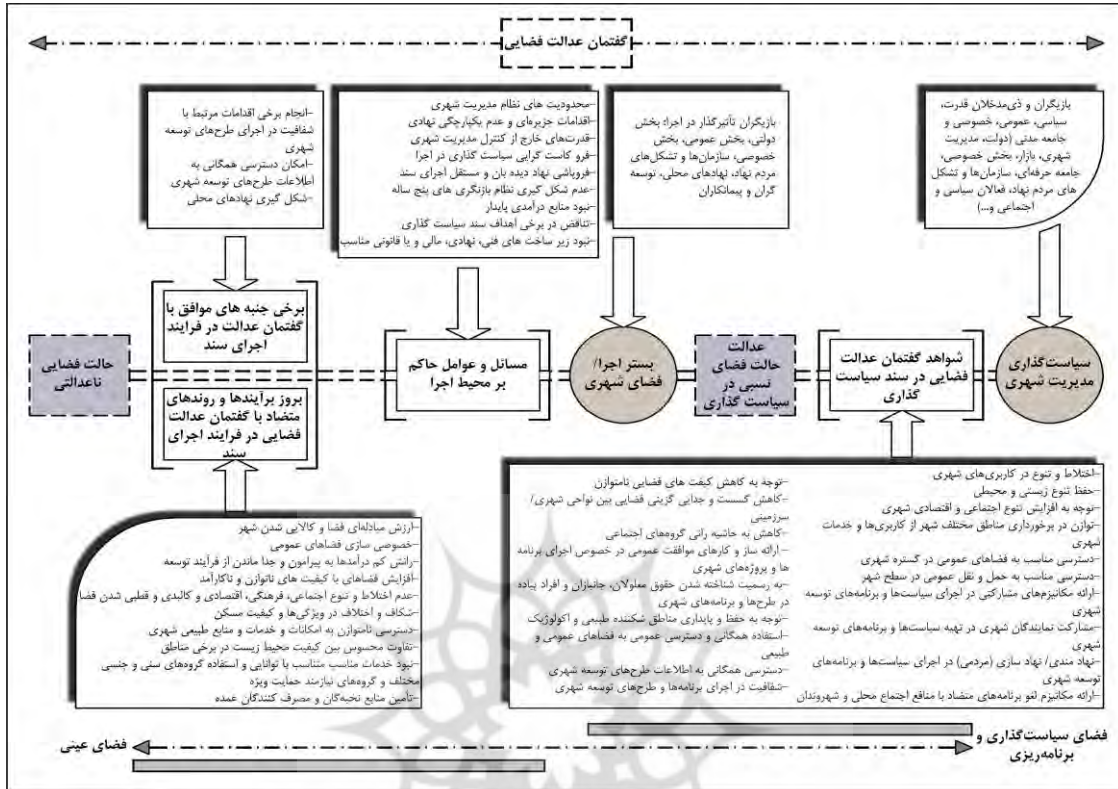 گفتمان عدالت فضایی
بازیگران و ذی‌مدخلان قدرت،
سیاسی، عمومی، خصوصی و
جامعه مدنی (دولت، مدیریت
شهری، بازار، بخش خصوصی،
جامعه حرفه‌ای، سازمان‌ها و تشکل
های مردم نهاد، فعالان سیاسی و
اجتماعی و...)
بازیگران تأثیرگذار در اجرا: بخش
دولتی، بخش عمومی، بخش
خصوصی، سازمان‌ها و تشکل‌های
مردم نهاد، نهادهای محلی، توسعه
گران و پیمانکاران
-محدودیت های نظام مدیریت شهری
-اقدامات جزیره‌ای و عدم یکپارچگی نهادی
-قدرت‌های خارج از کنترل مدیریت شهری
-فرو کاست گرایی سیاست گذاری در اجرا
-فروپاشی نهاد دیده بان و مستقل اجرای سند
-عدم شکل گیری نظام بازنگری های پنج ساله
-نبود منابع درآمدی پایدار
-تناقض در برخی اهداف سند سیاست گذاری
-نبود زیر ساخت های فنی، نهادی، مالی و یا قانونی مناسب
-انجام برخی اقدامات مرتبط با
شفافیت در اجرای طرح‌های توسعه
شهری
-امکان دسترسی همگانی به
اطلاعات طرح‌های توسعه شهری
-شکل گیری نهادهای محلی
سیاست‌گذاری
مدیریت شهری
شواهد گفتمان عدالت
فضایی در سند سیاست
گذاری
عدالت
حالت فضای
نسبی در
سیاست گذاری
بستر اجرا/
فضای شهری
مسائل و عوامل حاکم
بر محیط اجرا
برخی جنبه های موافق با
گفتمان عدالت در فرایند
اجرای سند
بروز برآیندها و روندهای
متضاد با گفتمان عدالت
فضایی در فرایند اجرای
سند
حالت فضایی
ناعدالتی
-اختلاط و تنوع در کاربری‌های شهری
-حفظ تنوع زیستی و محیطی
-توجه به افزایش تنوع اجتماعی و اقتصادی شهری
-توازن در برخورداری مناطق مختلف شهر از کاربری‌ها و خدمات
شهری
-دسترسی مناسب به فضاهای عمومی در گستره شهری
-دسترسی مناسب به حمل و نقل عمومی در سطح شهر
-ارائه مکانیزم‌های مشارکتی در اجرای سیاست‌ها و برنامه‌های توسعه
شهری
-مشارکت نمایندگان شهری در تهیه سیاست‌ها و برنامه‌های توسعه
شهری
-نهاد مندی/ نهاد سازی (مردمی) در اجرای سیاست‌ها و برنامه‌های
توسعه شهری
-ارائه مکانیزم لغو برنامه‌های متضاد با منافع اجتماع محلی و شهروندان
-توجه به کاهش کیفت های فضایی نامتوازن
-کاهش گسست و جدایی گزینی فضایی بین نواحی شهری/
سرزمینی
-کاهش به حاشیه رانی گروه‌های اجتماعی
-ارائه ساز و کارهای موافقت عمومی در خصوص اجرای برنامه
ها و پروژه‌های شهری
-به رسمیت شناخته شدن حقوق معلولان، جانبازان و افراد پیاده
در طرح‌ها و برنامه‌های شهری
-توجه به حفظ و پایداری مناطق شکننده طبیعی و اکولوژیک
-استفاده همگانی و دسترسی عمومی به فضاهای عمومی و
طبیعی
-دسترسی همگانی به اطلاعات طرح‌های توسعه شهری
-شفافیت در اجرای برنامه‌ها و طرح‌های توسعه شهری
-ارزش مبادله‌ای فضا و کالایی شدن شهر
-خصوصی سازی فضاهای عمومی
-رانش کم درآمدها به پیرامون و جدا ماندن از فرآیند توسعه
-افزایش فضاهای با کیفیت های ناتوازن و ناکارآمد
-عدم اختلاط و تنوع اجتماعی، فرهنگی، اقتصادی و کالبدی و قطبی شدن فضا
-شکاف و اختلاف در ویژگی‌ها و کیفیت مسکن
-دسترسی نامتوازن به امکانات و خدمات و منابع طبیعی شهری
-تفاوت محسوس بین کیفیت محیط زیست در برخی مناطق
-نبود خدمات مناسب متناسب با توانایی و استفاده گروه‌های سنی و جنسی
مختلف و گروه‌های نیازمند حمایت ویژه
-تأمین منابع نخبه‌گان و مصرف کنندگان عمده
فضای سیاست‌گذاری و
برنامه‌ریزی
فضای عینی